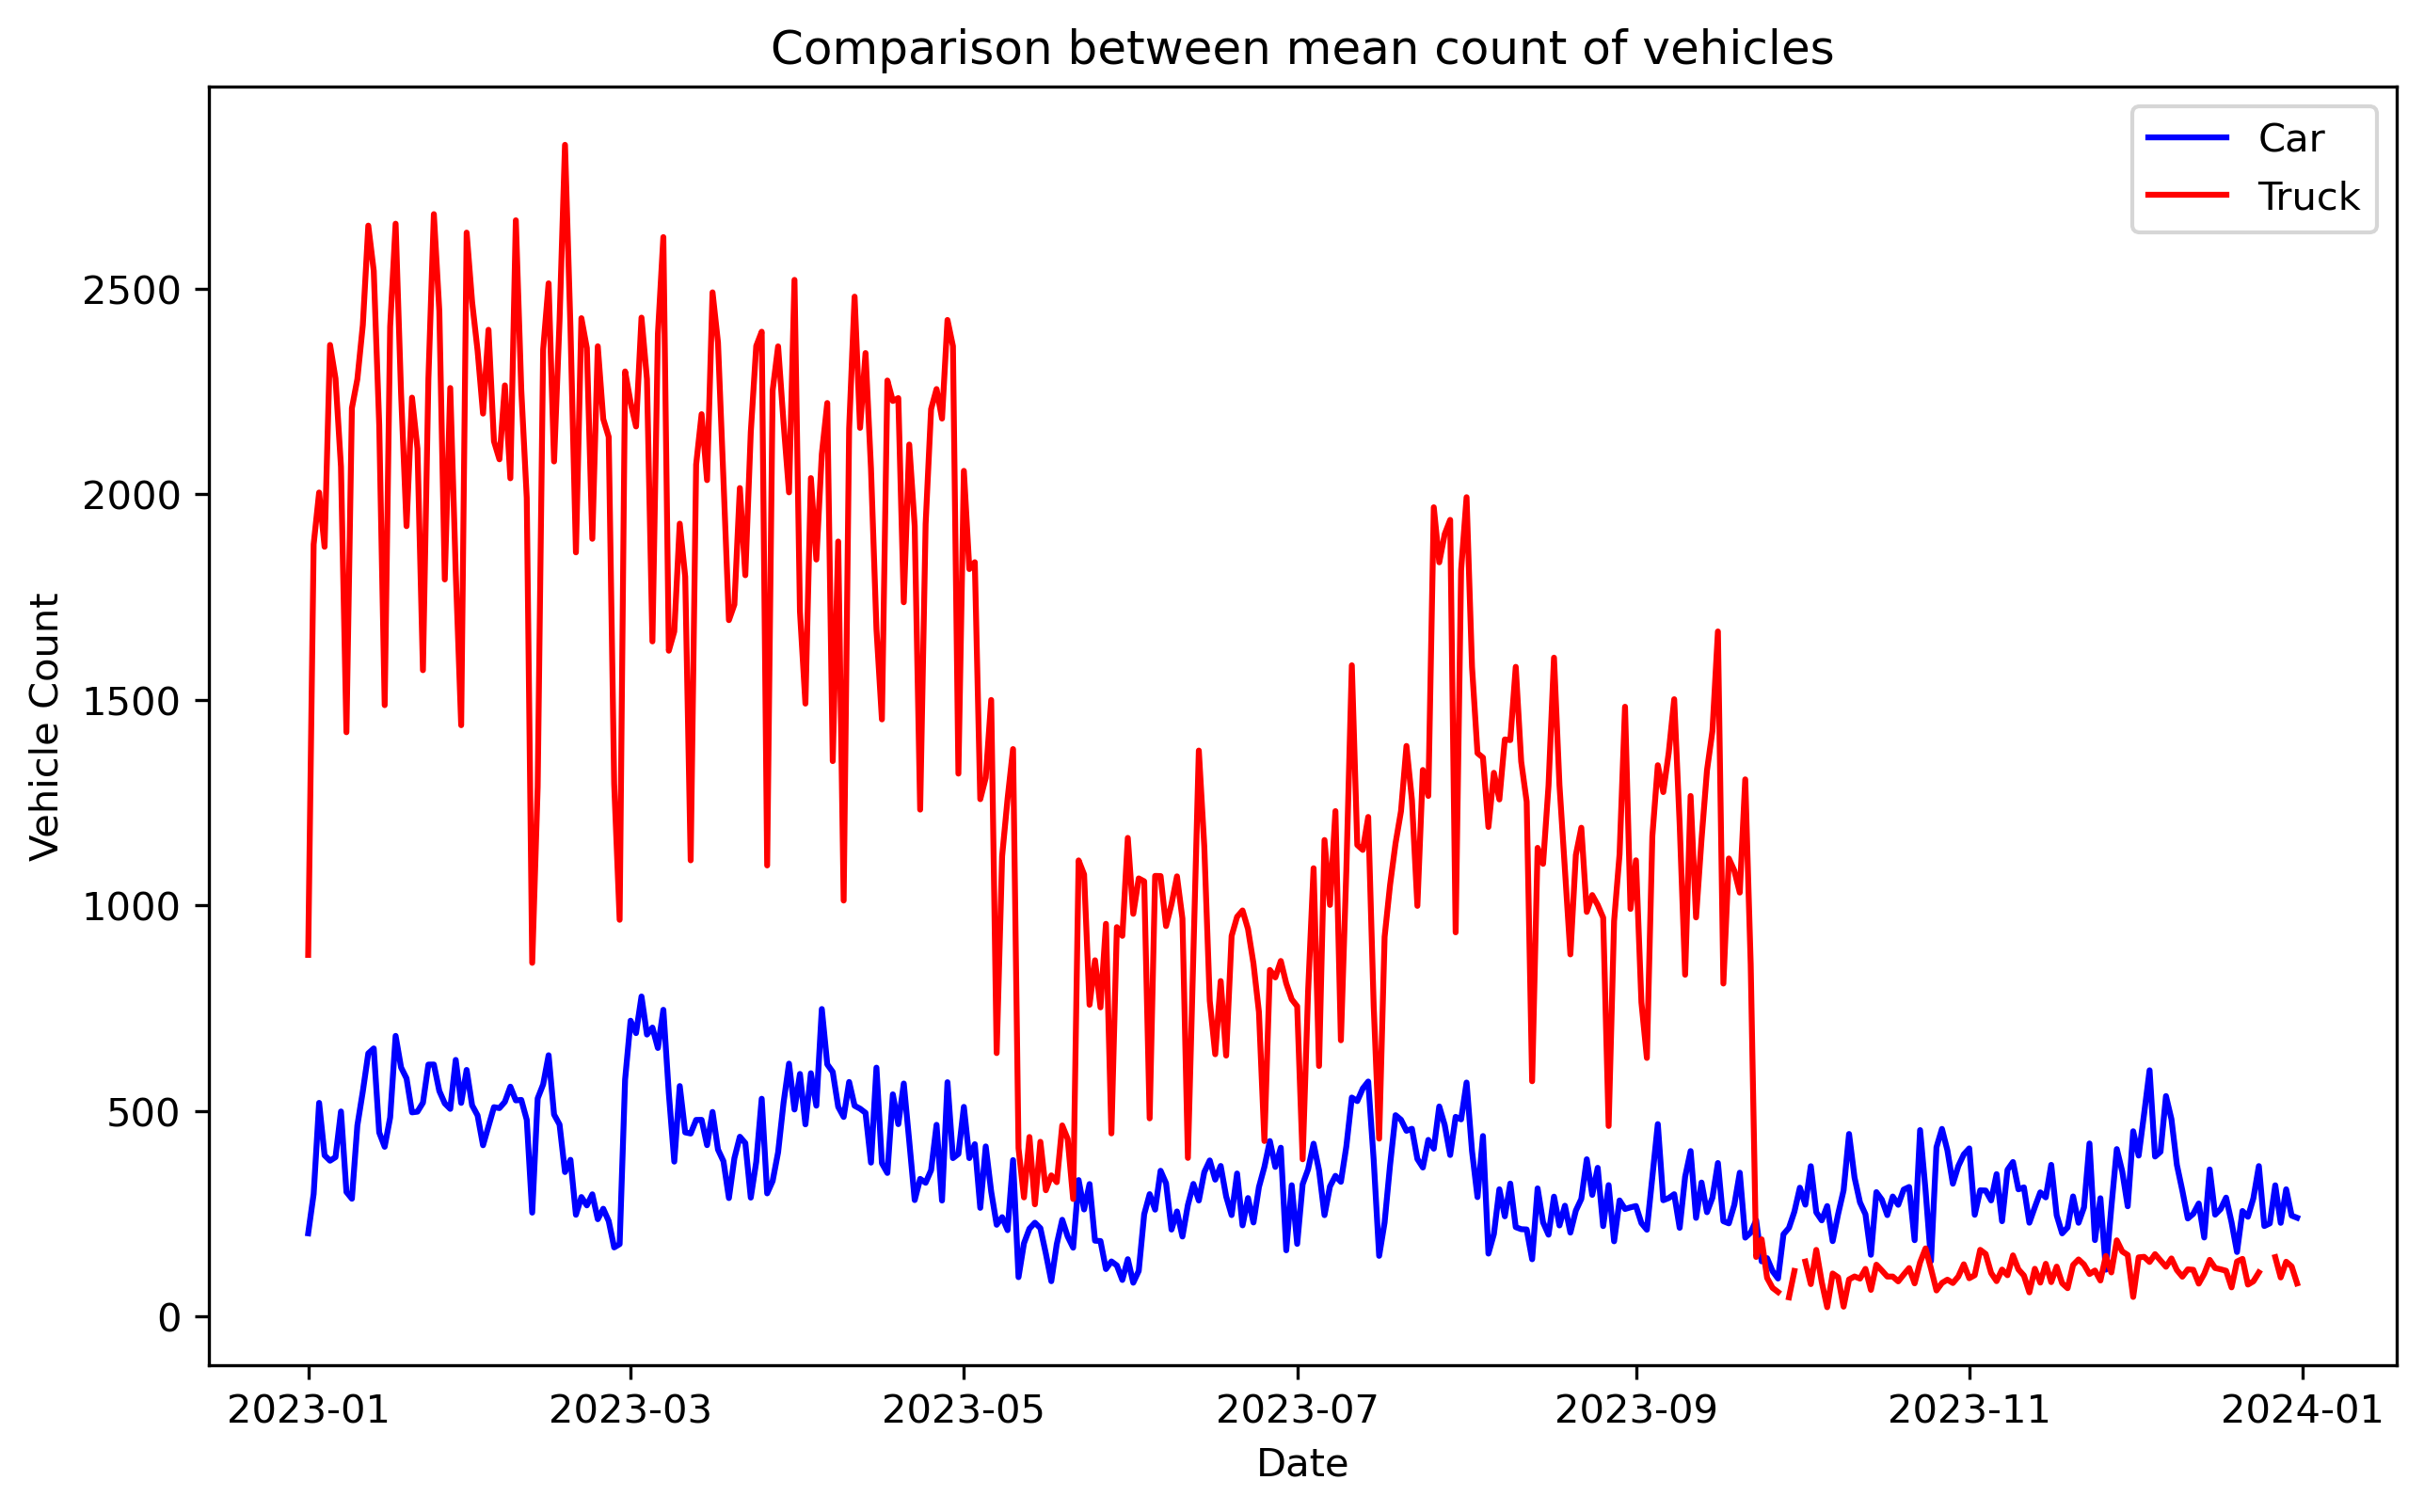 Comparison between mean count of vehicles
Car
Truck
2500
2000
1500
1000
500
0
Vehicle Count
2023-01
2023-03
2023-05
2023-07
2023-09
2023-11
2024-01
Date